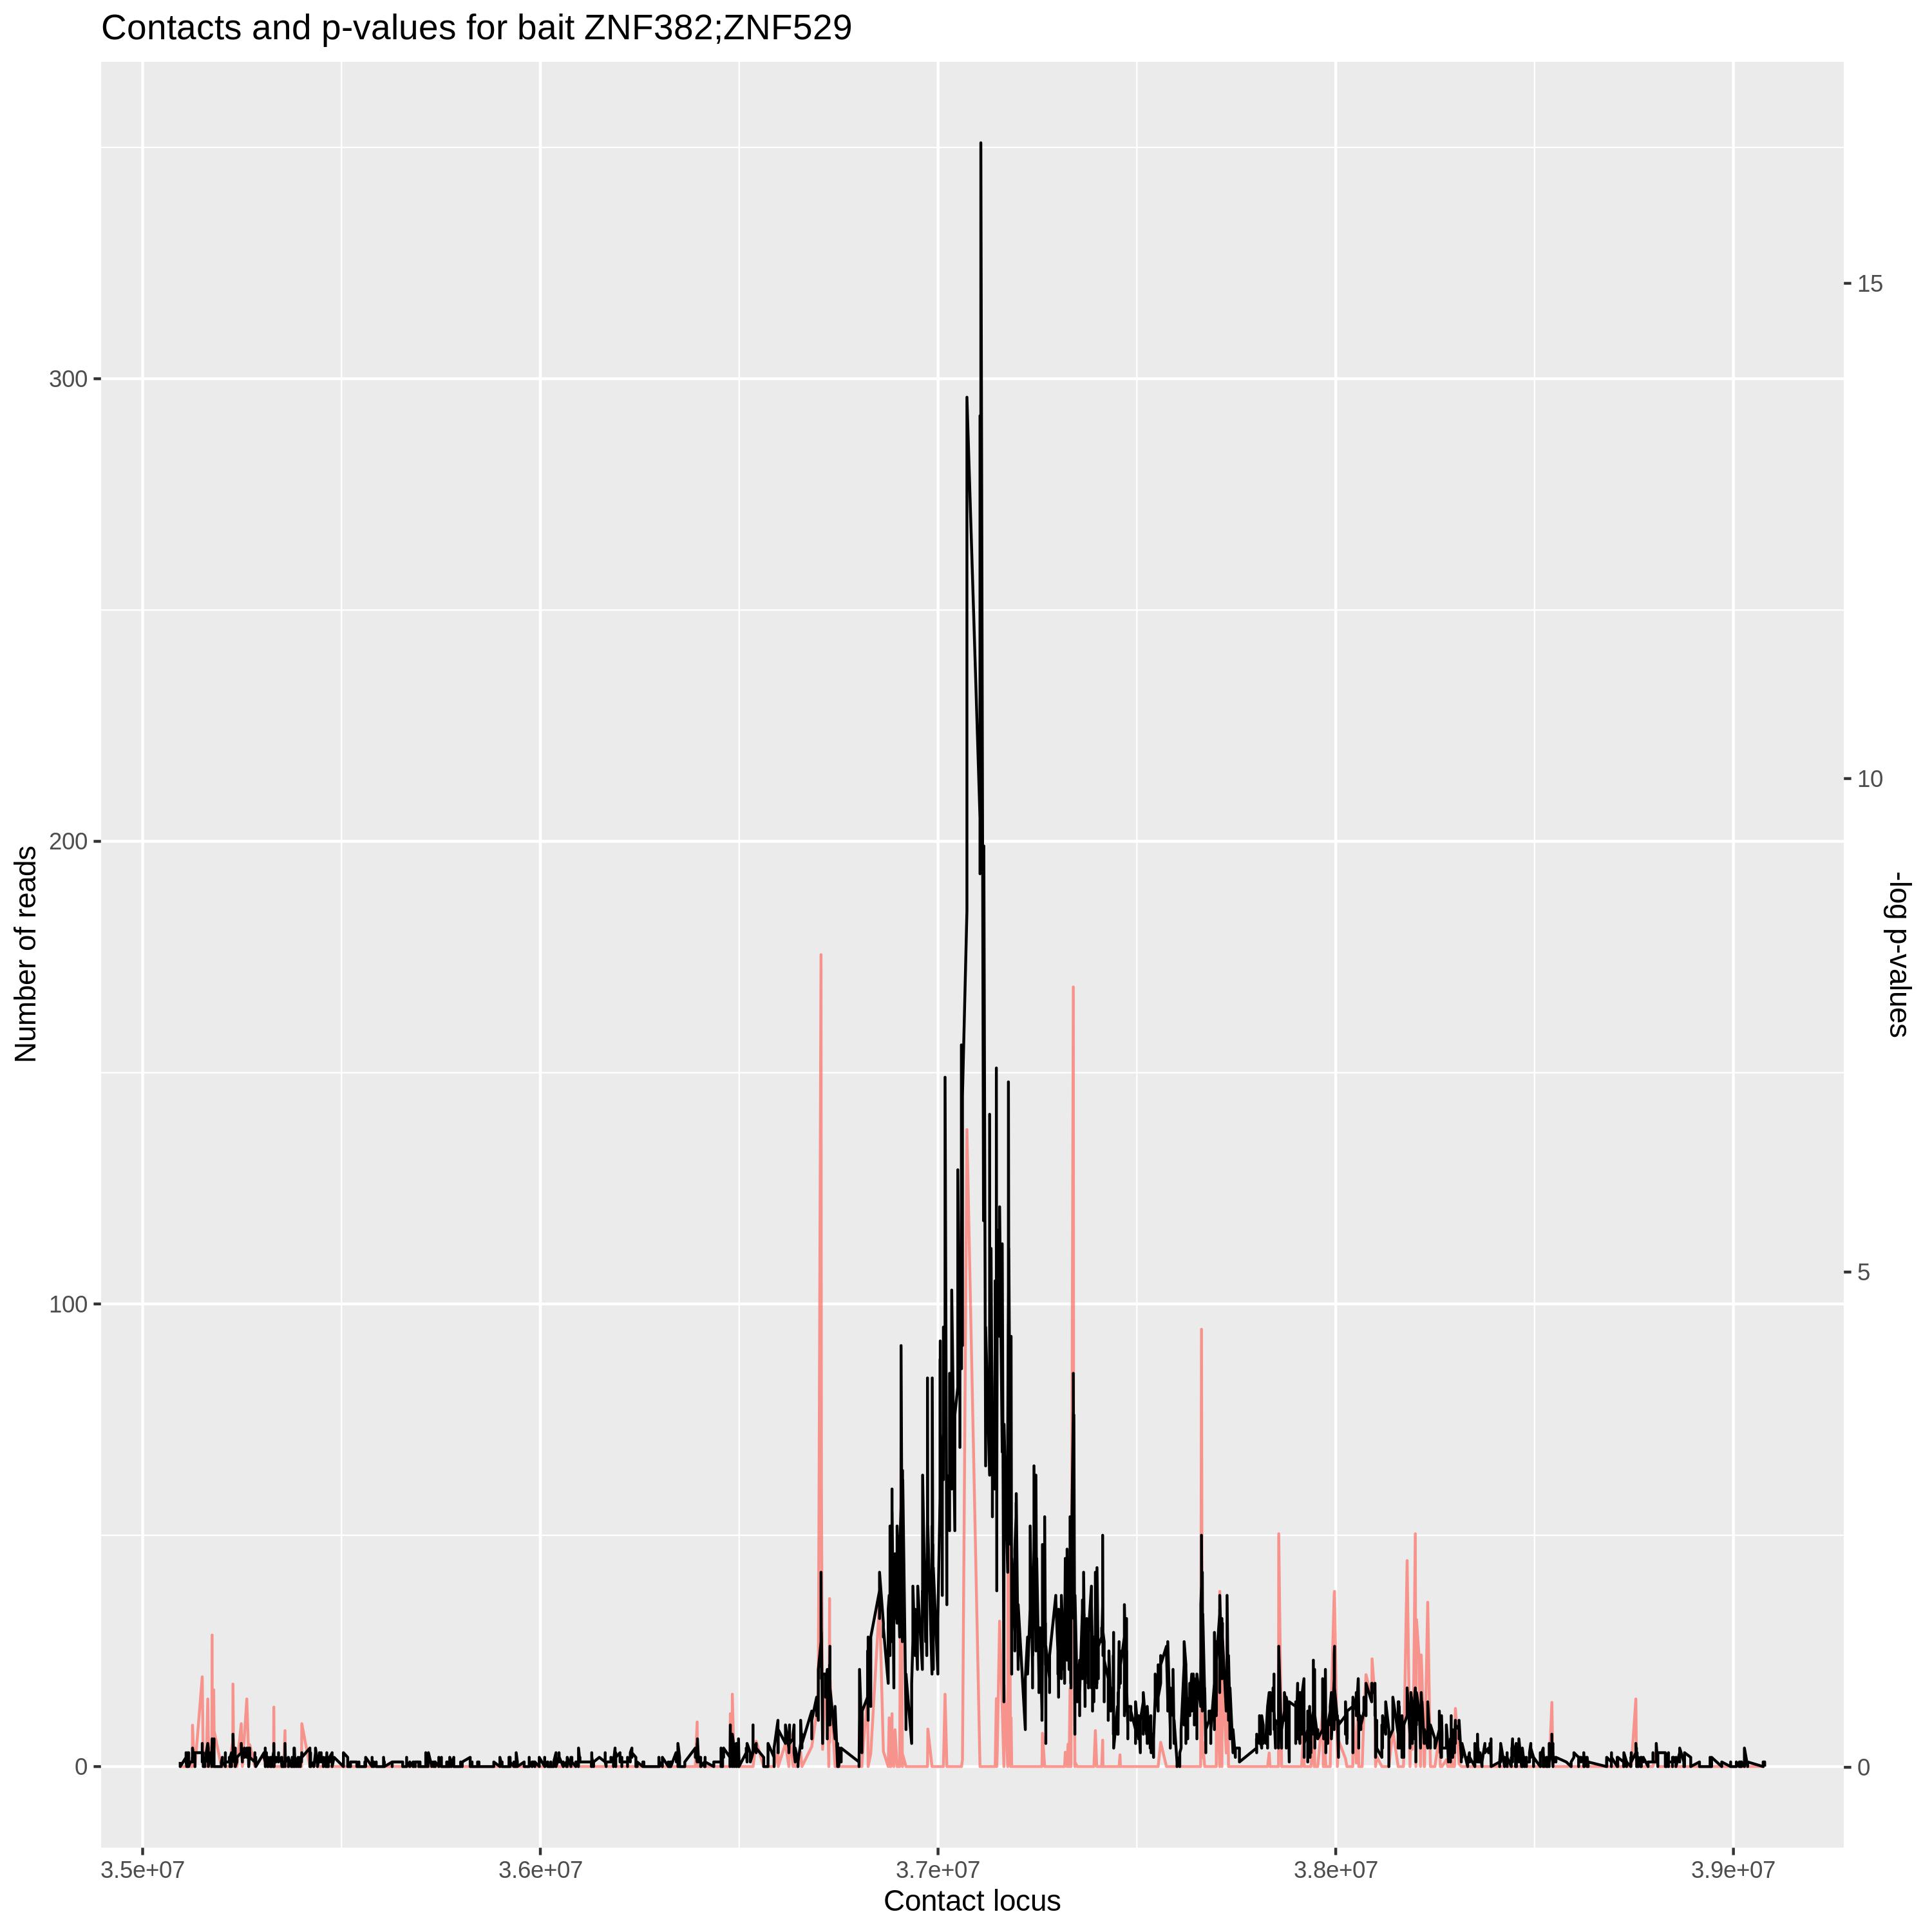 Contacts and p-values for bait ZNF382;ZNF529
Number of reads
300
200
100
0
15
10
5
0
-log p-values
3.5e+07 3.6e+07 3.7e+07 3.8e+07 3.9e+07
Contact locus